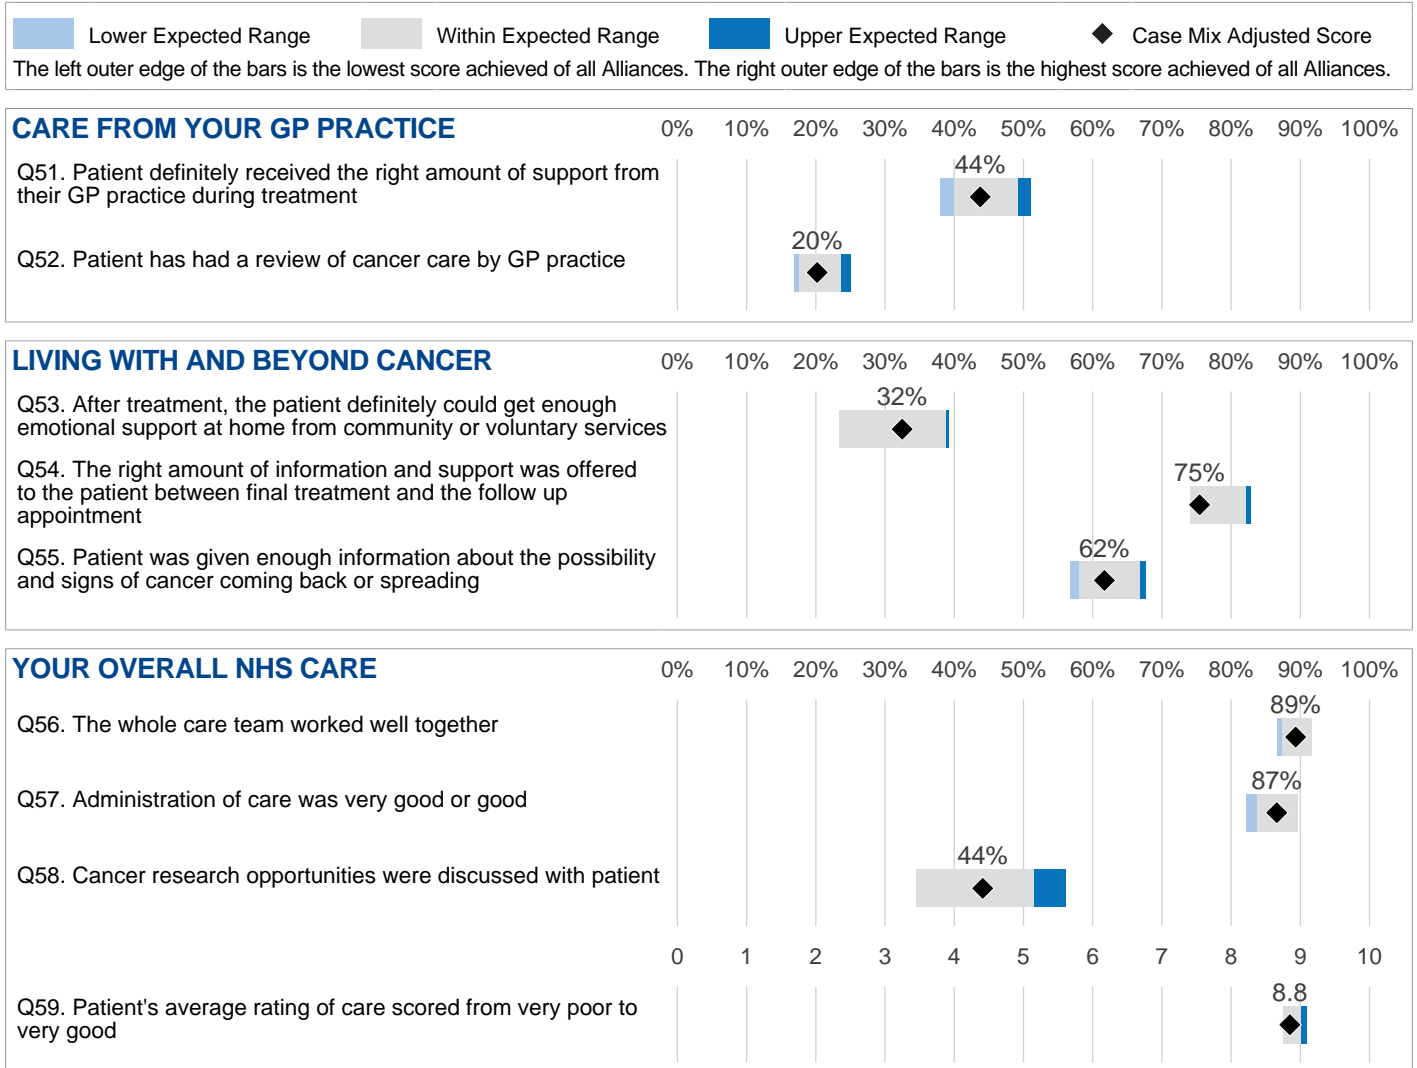 Lower Expected Range Within Expected Range Upper Expected Range Case Mix Adjusted Score
The left outer edge of the bars is the lowest score achieved of all Alliances. The right outer edge of the bars is the highest score achieved of all Alliances.
CARE FROM YOUR GP PRACTICE 0% 10% 20% 30% 40% 50% 60% 70% 80% 90% 100%
Q51. Patient definitely received the right amount of support from
their GP practice during treatment
44%
Q52. Patient has had a review of cancer care by GP practice
20%
LIVING WITH AND BEYOND CANCER 0% 10% 20% 30% 40% 50% 60% 70% 80% 90% 100%
Q53. After treatment, the patient definitely could get enough
emotional support at home from community or voluntary services
32%
Q54. The right amount of information and support was offered
to the patient between final treatment and the follow up
appointment
75%
Q55. Patient was given enough information about the possibility
and signs of cancer coming back or spreading
62%
YOUR OVERALL NHS CARE 0% 10% 20% 30% 40% 50% 60% 70% 80% 90% 100%
Q56. The whole care team worked well together
89%
Q57. Administration of care was very good or good
87%
Q58. Cancer research opportunities were discussed with patient
44%
0 1 2 3 4 5 6 7 8 9 10
Q59. Patient's average rating of care scored from very poor to
very good
8.8